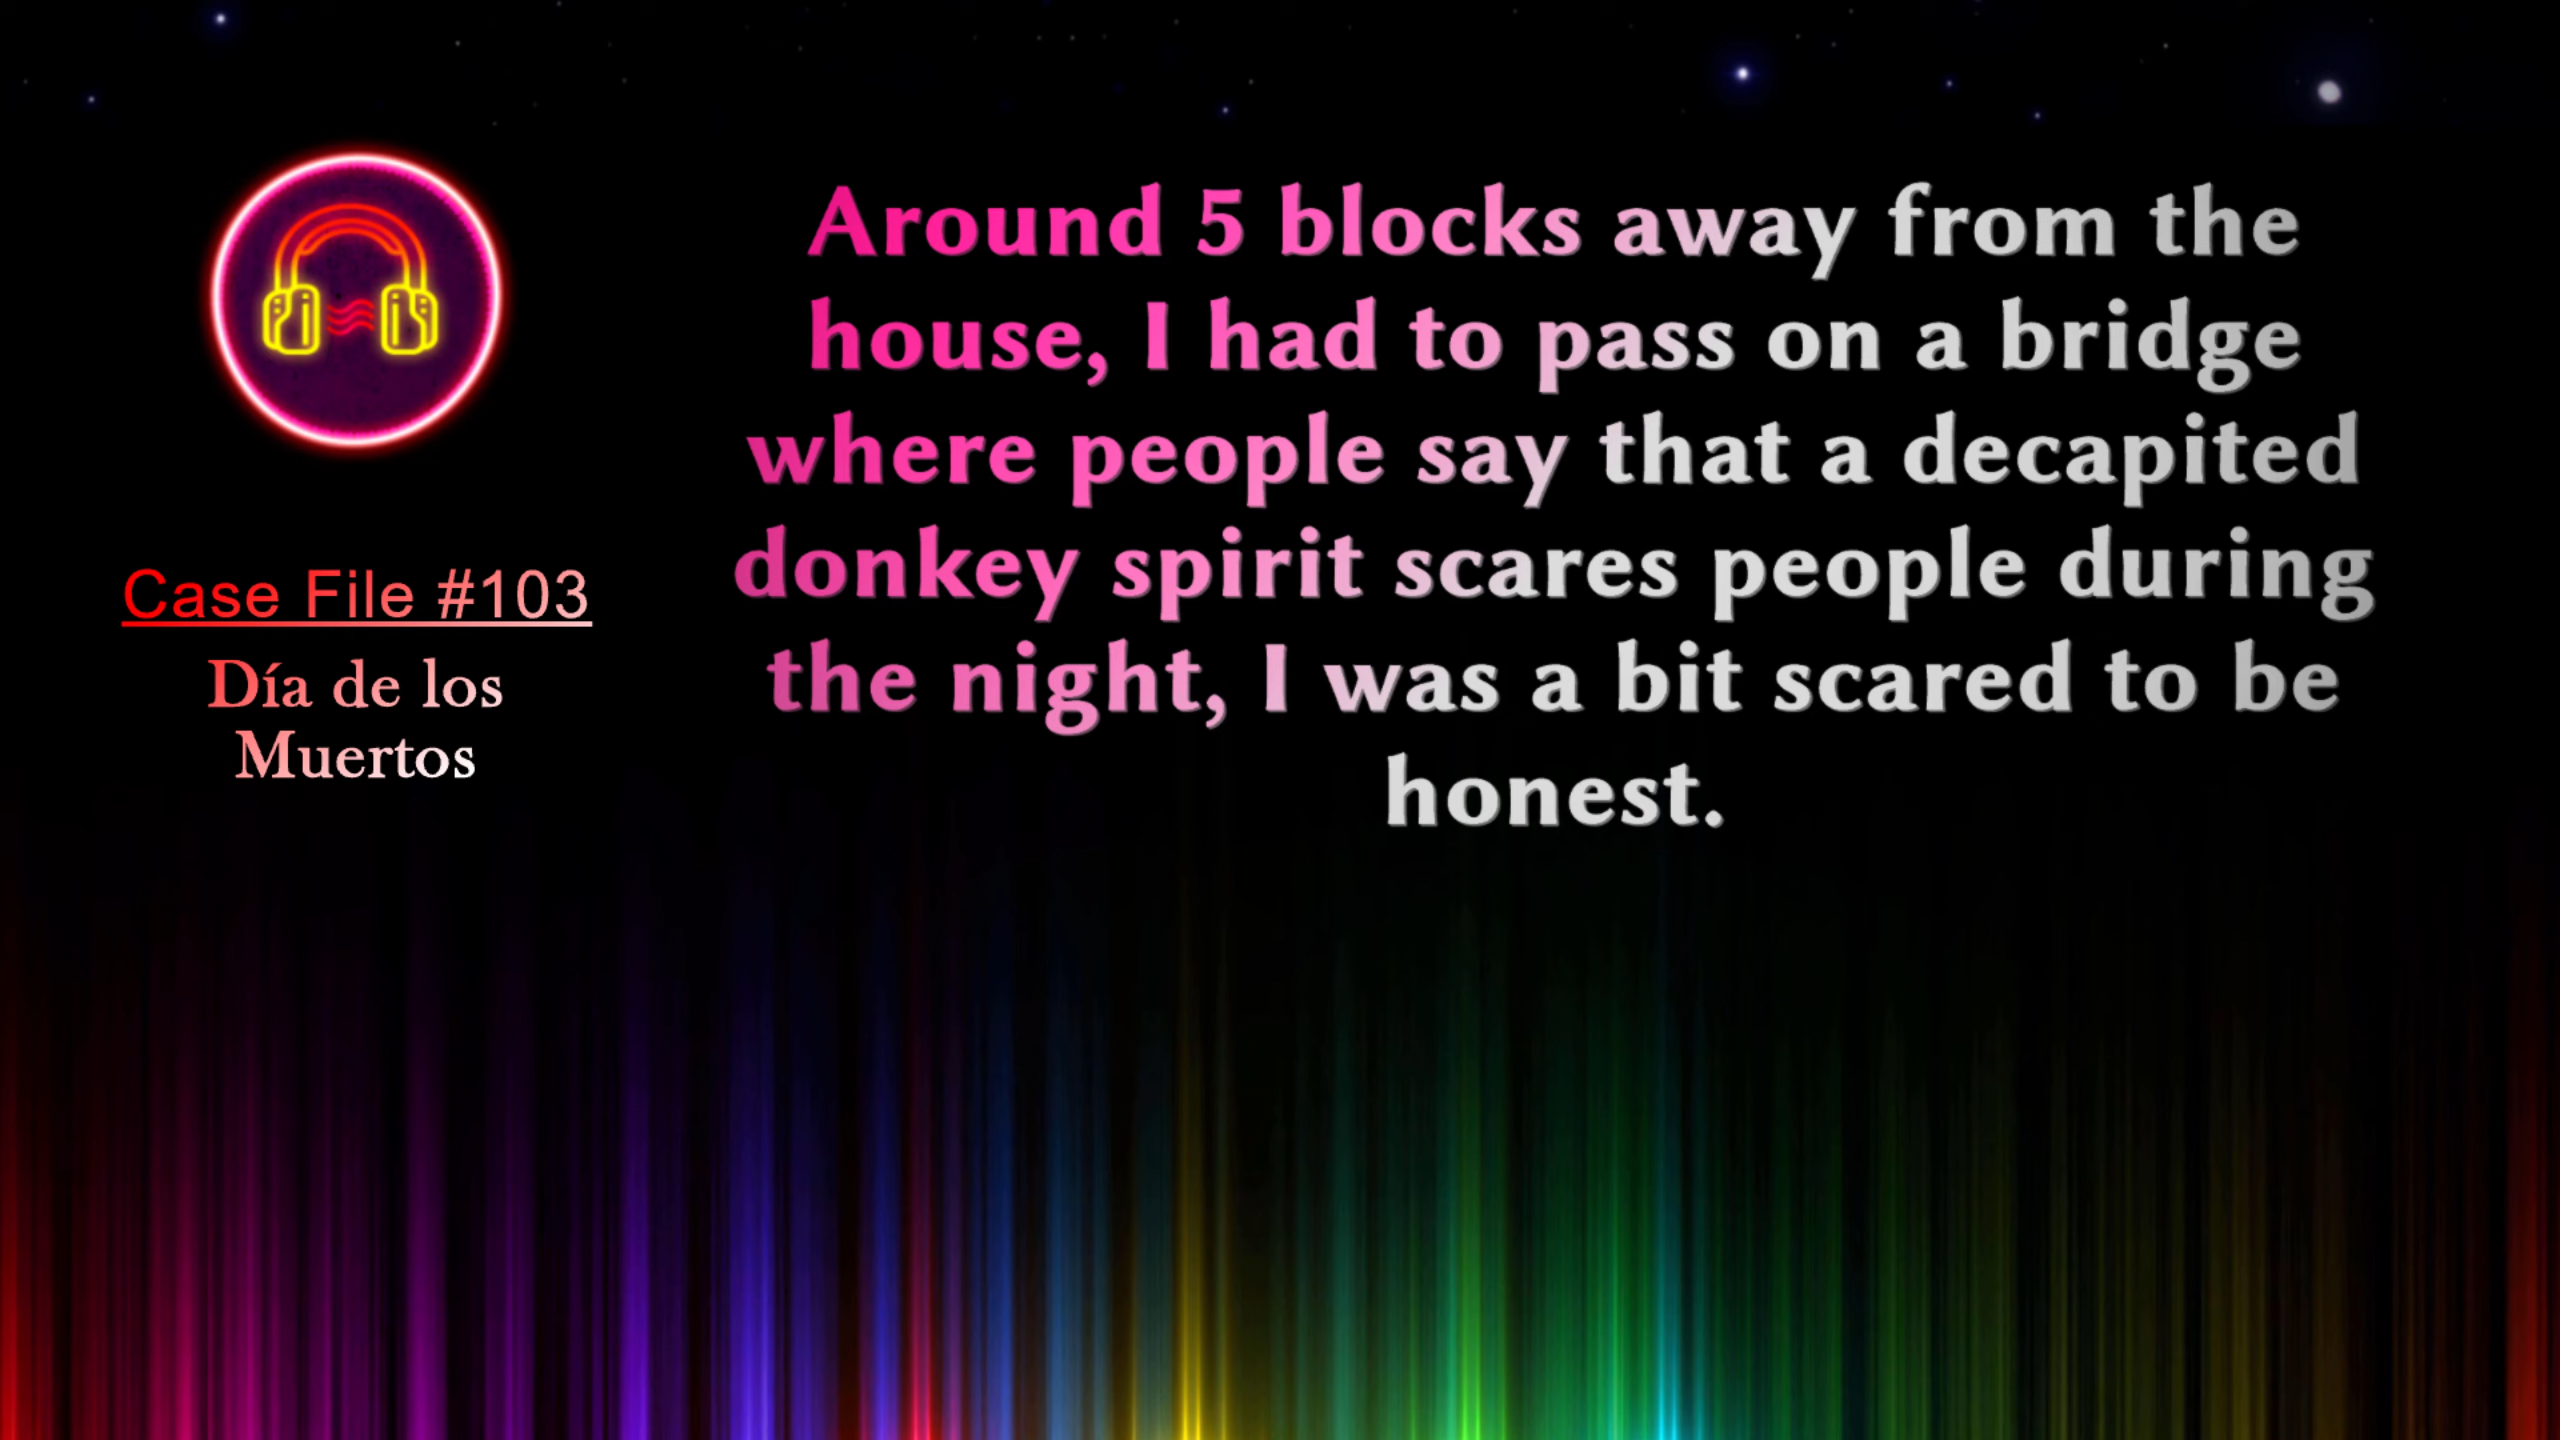 Case File #103
Día de los
Muertos
Around 5 blocks away from the
house, I had to pass on a bridge
where people say that a decapited
donkey spirit scares people during
the night, I was a bit scared to be
honest.